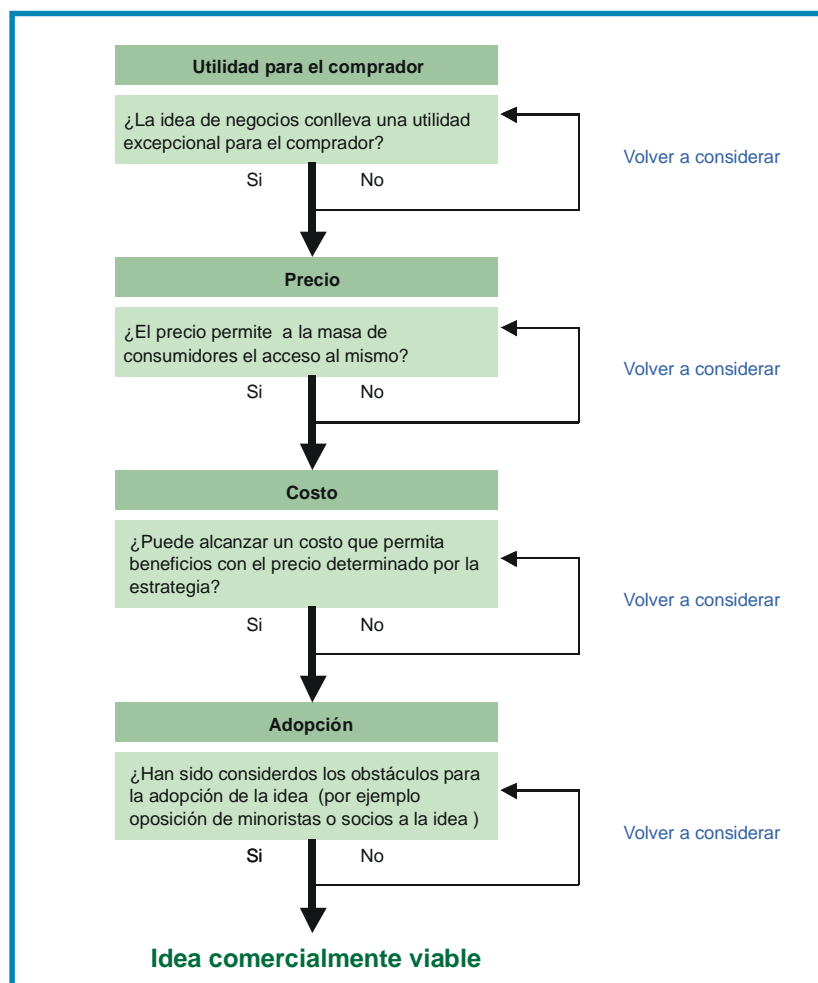 Utilidad para el comprador
¿La idea de negocios conlleva una utilidad
excepcional para el comprador?
Volver a considerar
Si No
Precio
¿El precio permite a la masa de
consumidores el acceso al mismo?
Volver a considerar
Si No
Costo
¿Puede alcanzar un costo que permita
beneficios con el precio determinado por la
estrategia?
Volver a considerar
Si No
Adopción
¿Han sido considerdos los obstáculos para
la adopción de la idea (por ejemplo
oposición de minoristas o socios a la idea )
Volver a considerar
Si No
Idea comercialmente viable